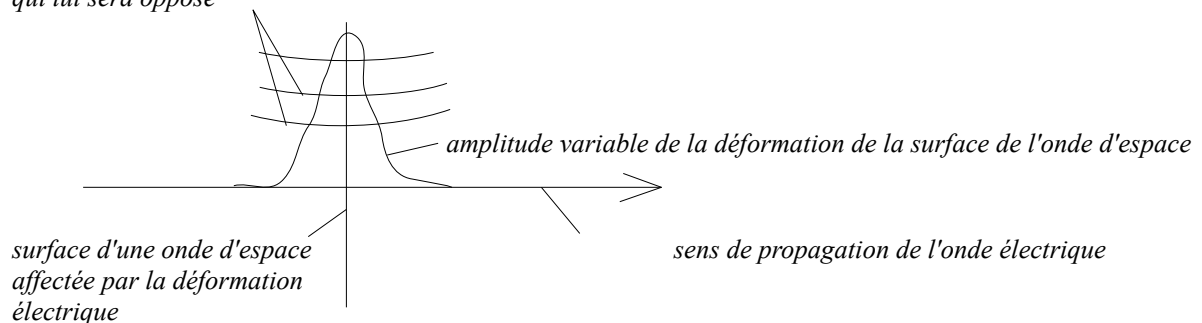 qui lui sera opposé
amplitude variable de la déformation de la surface de l'onde d'espace
surface d'une onde d'espace
affectée par la déformation
électrique
sens de propagation de l'onde électrique